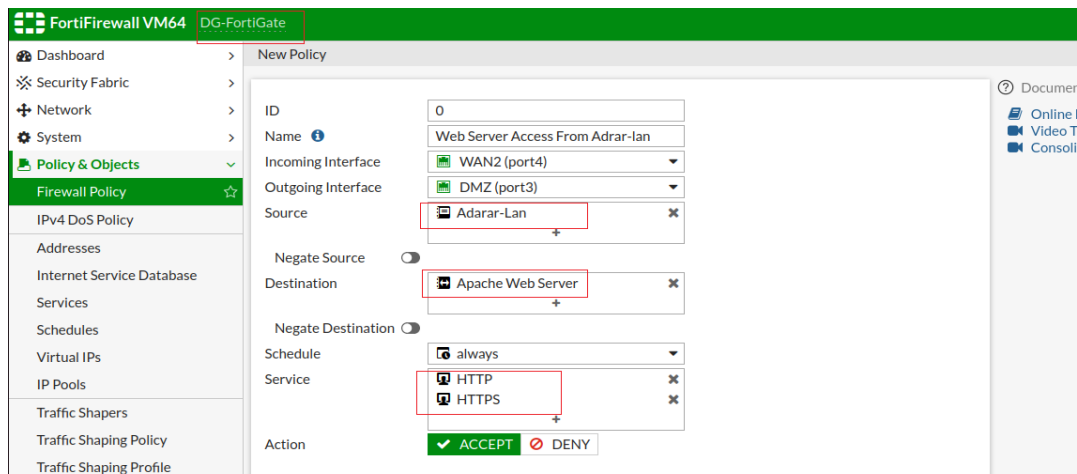 FortiFirewall VM64 DG-FortiGate
Dashboard
Security Fabric
Network
System
Policy & Objects
Firewall Policy
IPv4 DoS Policy
Addresses
Internet Service Database
Services
Schedules
Virtual IPs
IP Pools
Traffic Shapers
Traffic Shaping Policy
Traffic Shaping Profile
New Policy
ID 0
Name Web Server Access From Adrar-lan
Incoming Interface WAN2 (port4)
Outgoing Interface DMZ (port3)
Source Adarar-Lan
+
Negate Source
Destination Apache Web Server
+
Negate Destination
Schedule always
Service HTTP
HTTPS
+
Action ACCEPT DENY
Documen
Online
Video T
Consoli